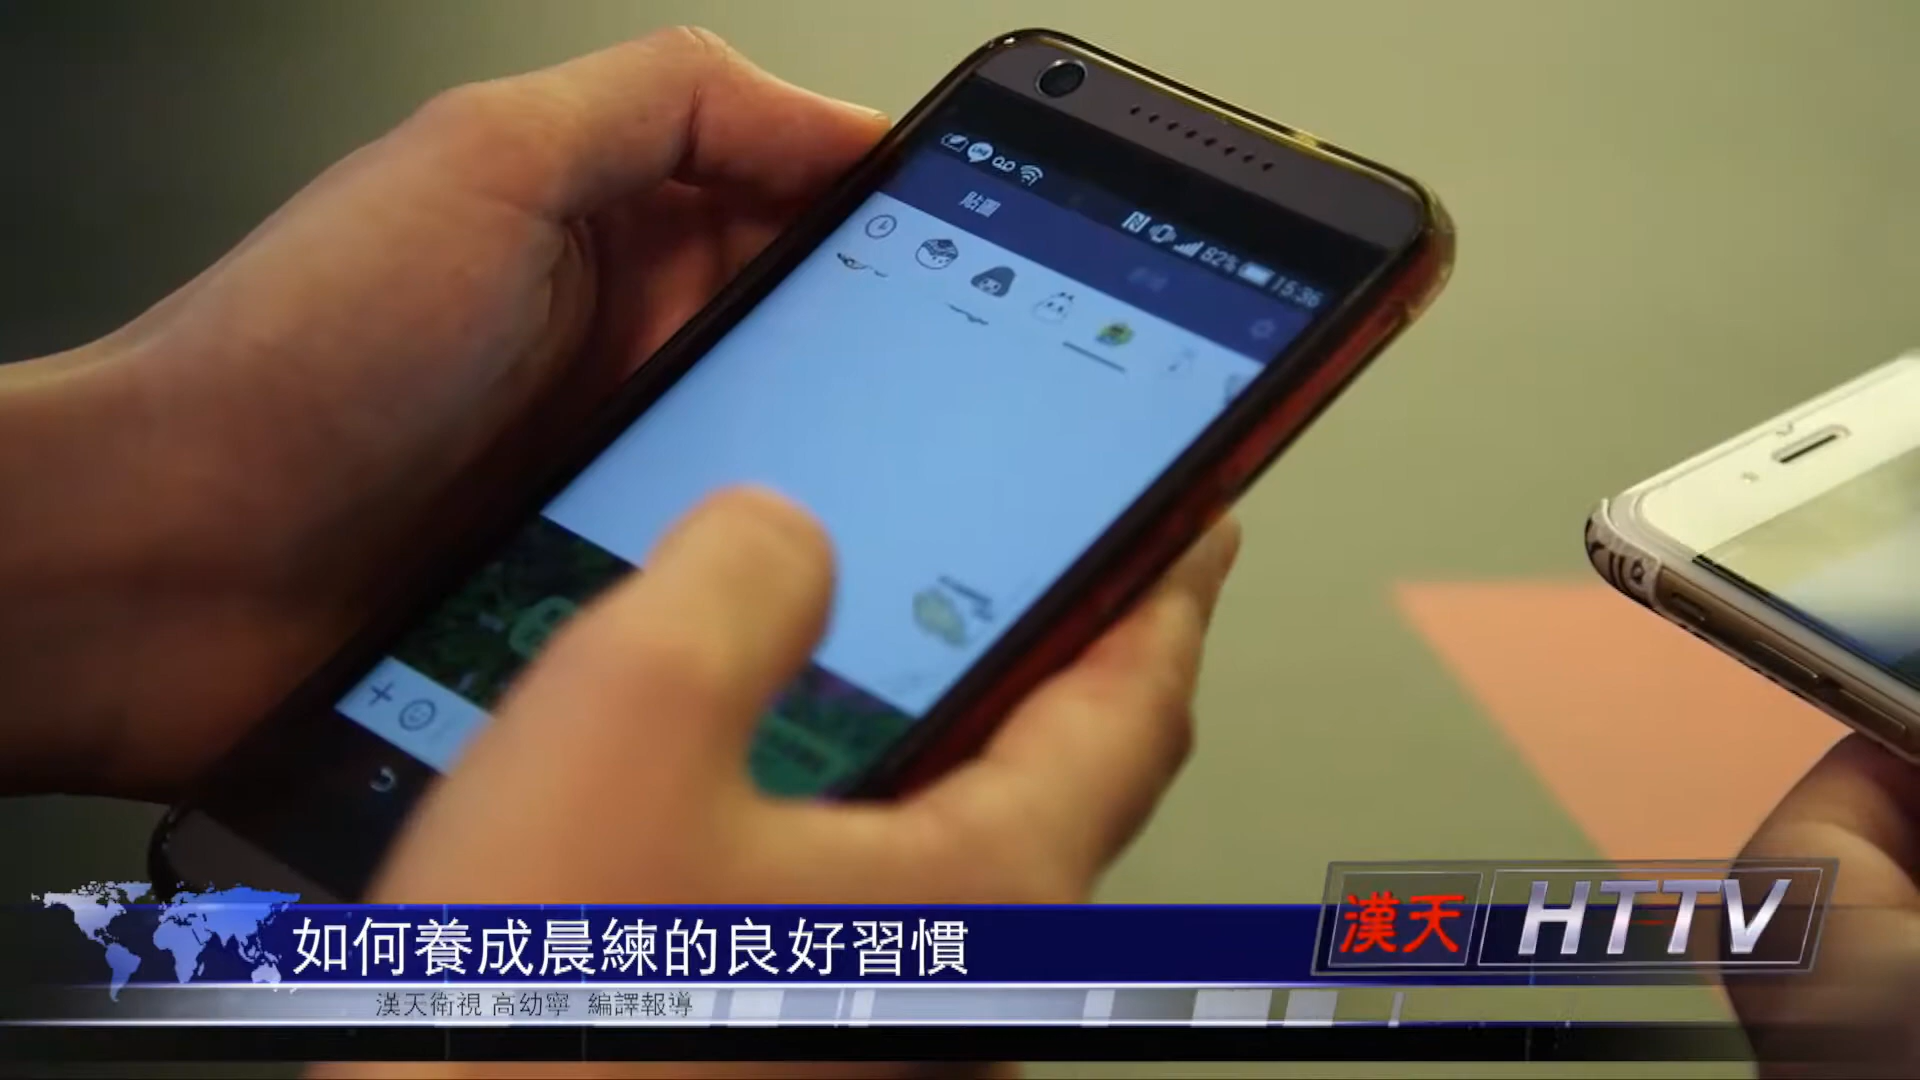 LINE
貼圖
82% 15:36
如何養成晨練的良好習慣
漢天 HTTV
漢天衛視 高幼寧 編譯報導